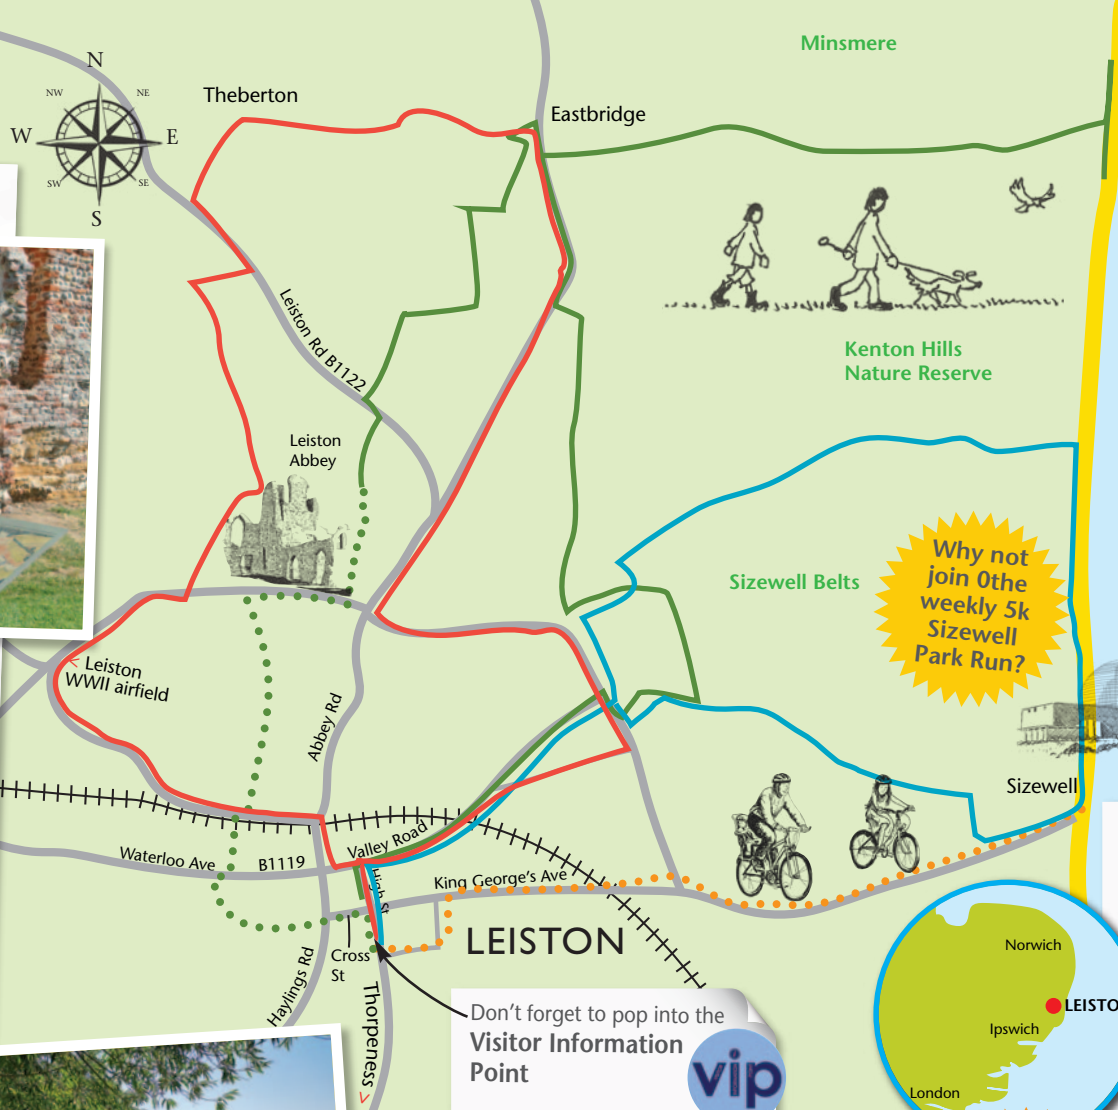 Minsmere
N
NW
NE
W
E
SW
SE
S
Theberton
Eastbridge
Leiston Rd B1122
Kenton Hills
Nature Reserve
Leiston
Abbey
Why not
join 0the
weekly 5k
Sizewell
Park Run?
Sizewell Belts
< Leiston
WWII airfield
Abbey Rd
Sizewell
Valley Road
Waterloo Ave
B1119
High St
King George's Ave
LEISTON
Cross
St
Haylings Rd
Thorpeness >
Don't forget to pop into the
Visitor Information
Point
vip
Norwich
LEISTO
Ipswich
London